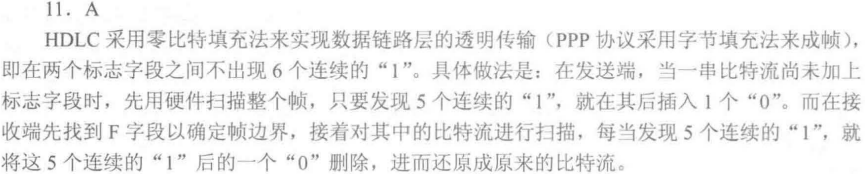 11．A
HDLC 采用零比特填充法来实现数据链路层的透明传输（PPP 协议采用字节填充法来成帧），
即在两个标志字段之间不出现 6 个连续的“1”。具体做法是：在发送端，当一串比特流尚未加上
标志字段时，先用硬件扫描整个帧，只要发现 5 个连续的“1”，就在其后插入 1 个“0”。而在接
收端先找到 F 字段以确定帧边界，接着对其中的比特流进行扫描，每当发现 5 个连续的“1”，就
将这 5 个连续的“1”后的一个“0”删除，进而还原成原来的比特流。